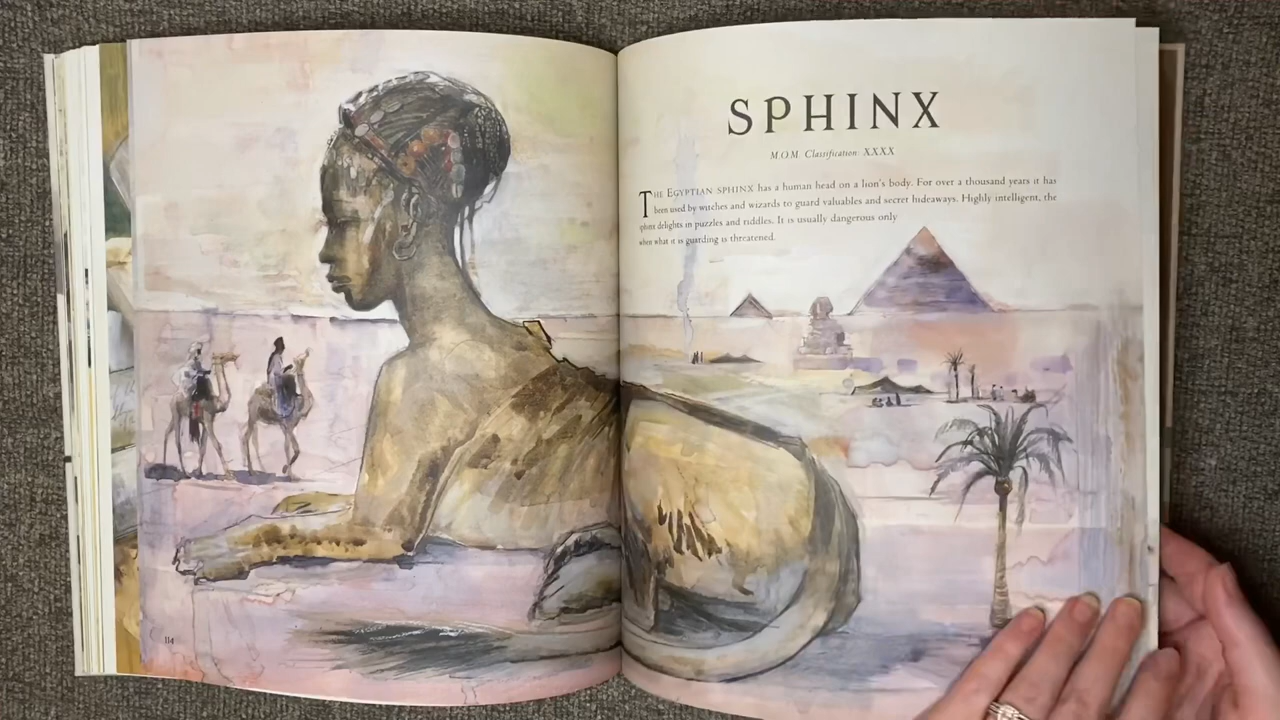 SPHINX
M.O.M. Classification: XXXX
THE EGYPTIAN SPHINX has a human head on a lion's body. For over a thousand years it has
been used by witches and wizards to guard valuables and secret hideaways. Highly intelligent, the
sphinx delights in puzzles and riddles. It is usually dangerous only
when what it is guarding is threatened.
114